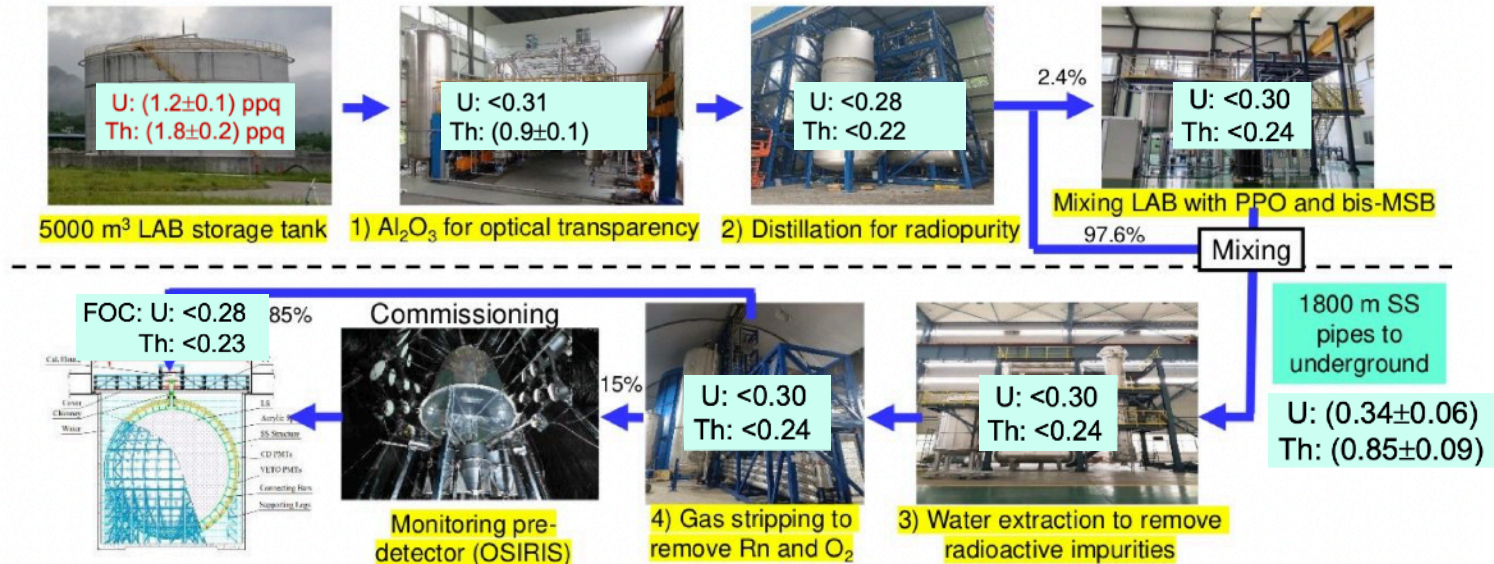 U: (1.2±0.1) ppq
Th: (1.8±0.2) ppq
5000 m³ LAB storage tank
U: <0.31
Th: (0.9±0.1)
1) Al₂O₃ for optical transparency
U: <0.28
Th: <0.22
2) Distillation for radiopurity
2.4%
U: <0.30
Th: <0.24
Mixing LAB with PPO and bis-MSB
97.6%
Mixing
1800 m SS
pipes to
underground
U: (0.34±0.06)
Th: (0.85±0.09)
U: <0.30
Th: <0.24
3) Water extraction to remove
radioactive impurities
U: <0.30
Th: <0.24
4) Gas stripping to
remove Rn and O₂
15%
Commissioning
Monitoring pre-
detector (OSIRIS)
85%
FOC: U: <0.28
Th: <0.23
Cover
Chimney
Water
LS
SS Structure
CD PMTs
VETO PMTs
Connecting Bars
Supporting Legs